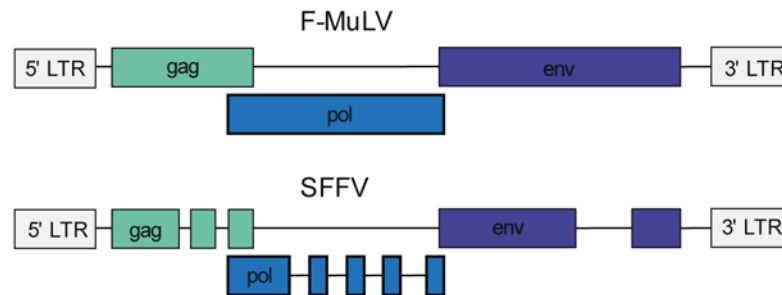 F-MuLV
5' LTR gag env 3' LTR
pol
SFFV
5' LTR gag env 3' LTR
pol